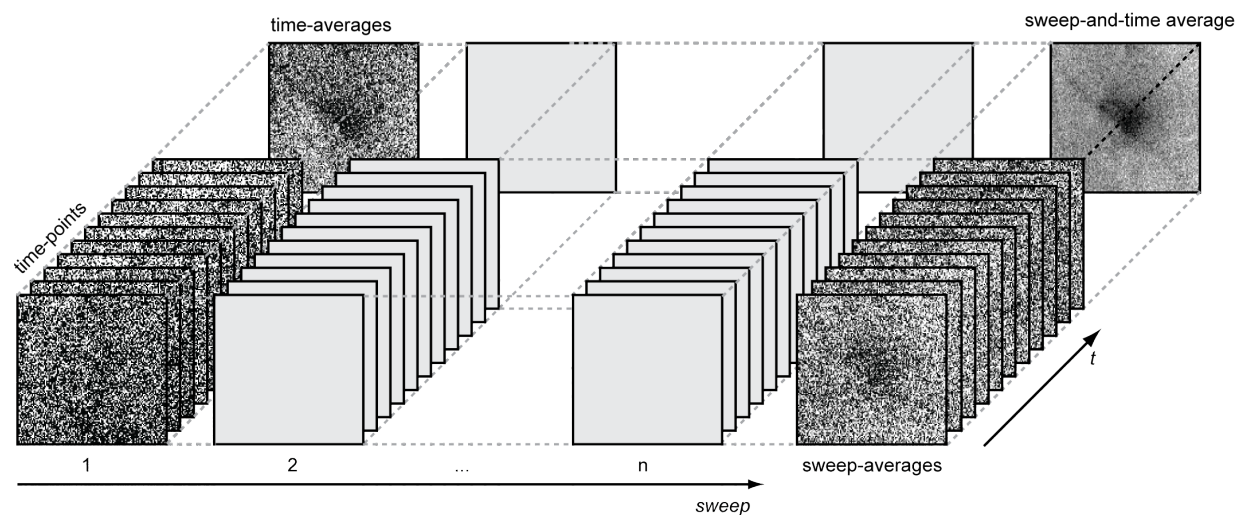 time-averages
sweep-and-time average
time-points
t
1
2
...
n
sweep-averages
sweep